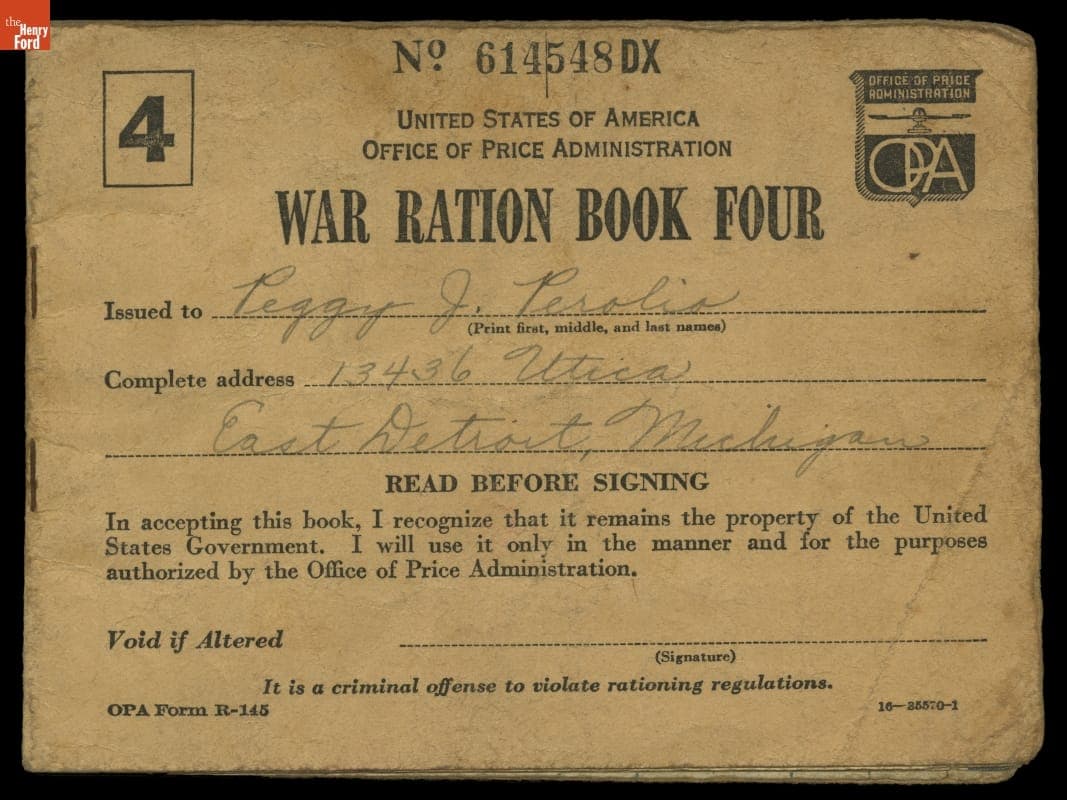 the
Henry
Ford
Nº 614548DX
4
OFFICE OF PRICE
ADMINISTRATION
OPA
UNITED STATES OF AMERICA
OFFICE OF PRICE ADMINISTRATION
WAR RATION BOOK FOUR
Issued to Peggy J. Perolio
(Print first, middle, and last names)
Complete address 13436 Utica
East Detroit, Michigan
READ BEFORE SIGNING
In accepting this book, I recognize that it remains the property of the United
States Government. I will use it only in the manner and for the purposes
authorized by the Office of Price Administration.
Void if Altered
(Signature)
It is a criminal offense to violate rationing regulations.
OPA Form R-145
16—35570-1